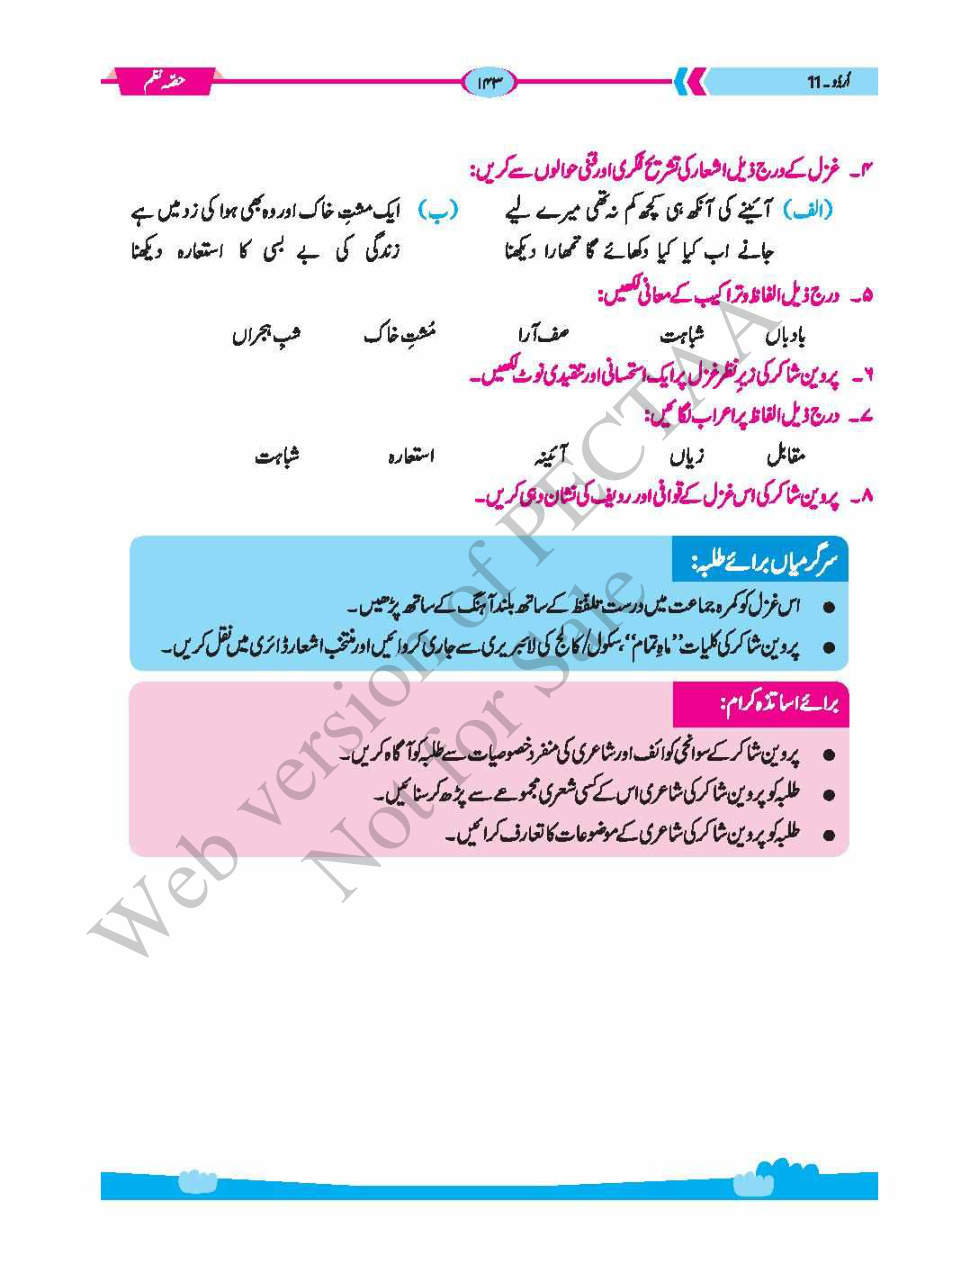 اُردُو ۔ 11
۱۴۳
حصّہ نظم
۴۔ غزل کے درج ذیل اشعار کی تشریح فکری اور فنّی حوالوں سے کریں:
(الف) آئینے کی آنکھ ہی کچھ کم نہ تھی میرے لیے
جانے اب کیا کیا دکھائے گا تمھارا دیکھنا
(ب) ایک مشتِ خاک اور وہ بھی ہوا کی زد میں ہے
زندگی کی بے بسی کا استعارہ دیکھنا
۵۔ درج ذیل الفاظ و تراکیب کے معانی لکھیں:
بادباں شباہت صف آرا مُشتِ خاک شبِ ہجراں
۶۔ پروین شاکر کی زیرِ نظر غزل پر ایک استحسانی اور تنقیدی نوٹ لکھیں۔
۷۔ درج ذیل الفاظ پر اعراب لگائیں:
مقابل زیاں آئینہ استعارہ شباہت
۸۔ پروین شاکر کی اس غزل کے قوافی اور ردیف کی نشان دہی کریں۔
سرگرمیاں برائے طلبہ:
● اس غزل کو کمرہ جماعت میں درست تلفّظ کے ساتھ بلند آہنگ کے ساتھ پڑھیں۔
● پروین شاکر کی کلیات ”ماہِ تمام“، سکول/کالج کی لائبریری سے جاری کروائیں اور منتخب اشعار ڈائری میں نقل کریں۔
برائے اساتذہ کرام:
● پروین شاکر کے سوانحی کوائف اور شاعری کی منفرد خصوصیات سے طلبہ کو آگاہ کریں۔
● طلبہ کو پروین شاکر کی شاعری اس کے کسی شعری مجموعے سے پڑھ کر سنائیں۔
● طلبہ کو پروین شاکر کی شاعری کے موضوعات کا تعارف کرائیں۔
Web version of PECTAA
Not for Sale